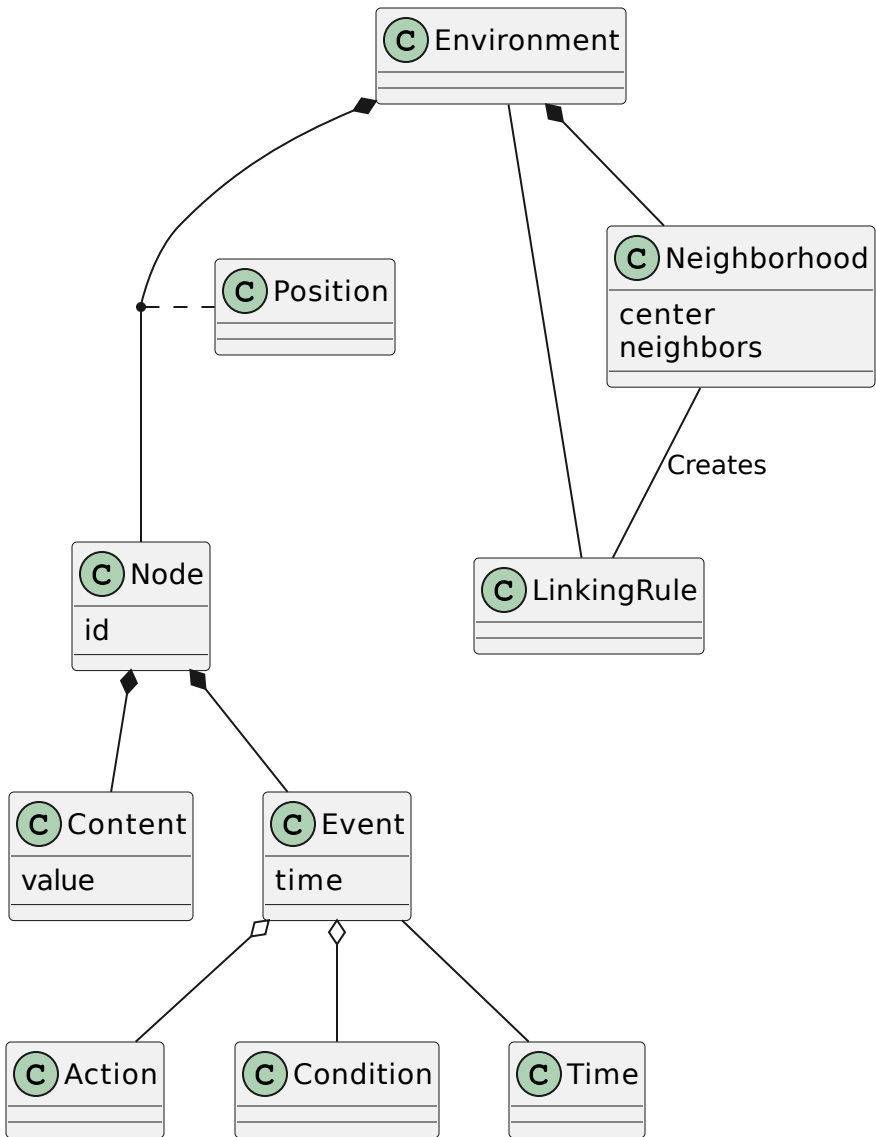 C Environment
C Neighborhood
center
neighbors
C Position
Creates
C Node
id
C LinkingRule
C Content
value
C Event
time
C Action
C Condition
C Time